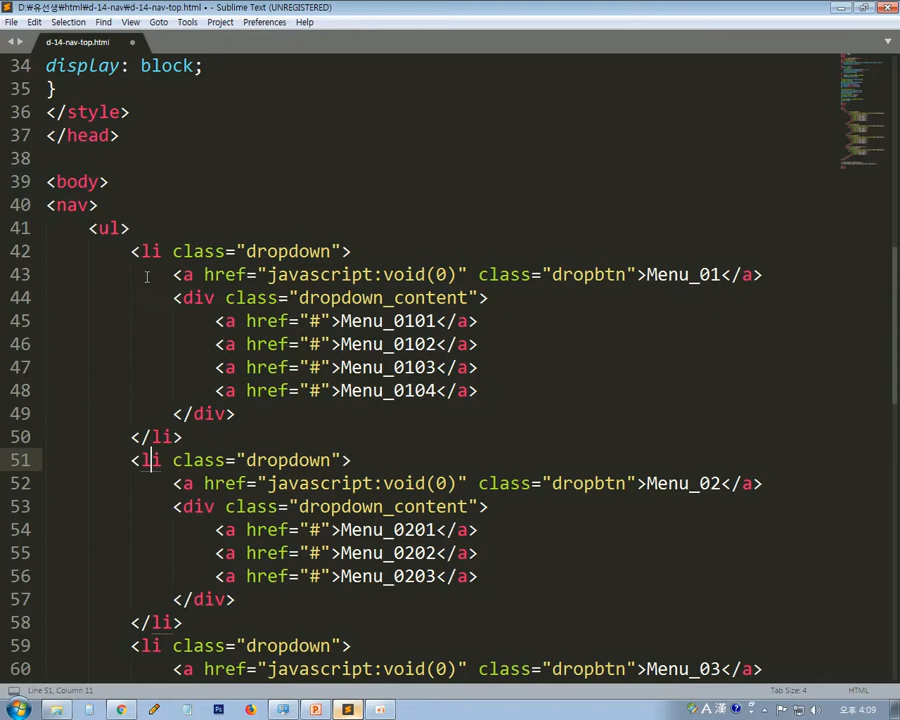 D:\유선생\html\d-14-nav\d-14-nav-top.html • - Sublime Text (UNREGISTERED)
File Edit Selection Find View Goto Tools Project Preferences Help
d-14-nav-top.html
34 display: block;
35 }
36 </style>
37 </head>
38
39 <body>
40 <nav>
41 <ul>
42 <li class="dropdown">
43 <a href="javascript:void(0)" class="dropbtn">Menu_01</a>
44 <div class="dropdown_content">
45 <a href="#">Menu_0101</a>
46 <a href="#">Menu_0102</a>
47 <a href="#">Menu_0103</a>
48 <a href="#">Menu_0104</a>
49 </div>
50 </li>
51 <li class="dropdown">
52 <a href="javascript:void(0)" class="dropbtn">Menu_02</a>
53 <div class="dropdown_content">
54 <a href="#">Menu_0201</a>
55 <a href="#">Menu_0202</a>
56 <a href="#">Menu_0203</a>
57 </div>
58 </li>
59 <li class="dropdown">
60 <a href="javascript:void(0)" class="dropbtn">Menu_03</a>
Line 51, Column 11 Tab Size: 4 HTML
A 漢 오후 4:09